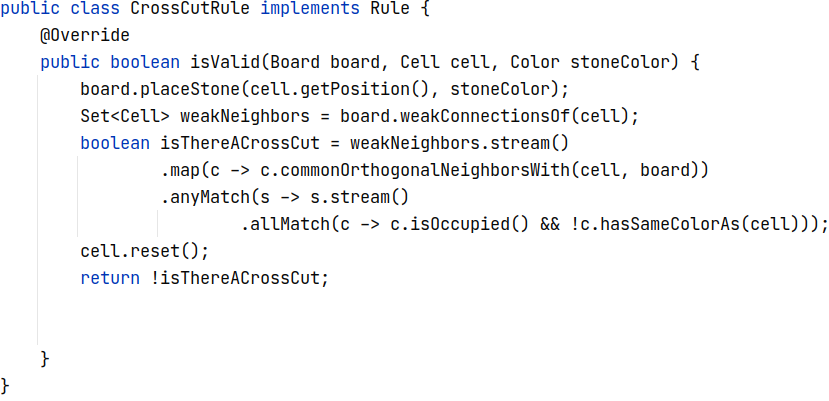 public class CrossCutRule implements Rule {
    @Override
    public boolean isValid(Board board, Cell cell, Color stoneColor) {
        board.placeStone(cell.getPosition(), stoneColor);
        Set<Cell> weakNeighbors = board.weakConnectionsOf(cell);
        boolean isThereACrossCut = weakNeighbors.stream()
                .map(c -> c.commonOrthogonalNeighborsWith(cell, board))
                .anyMatch(s -> s.stream()
                        .allMatch(c -> c.isOccupied() && !c.hasSameColorAs(cell)));
        cell.reset();
        return !isThereACrossCut;
    }
}